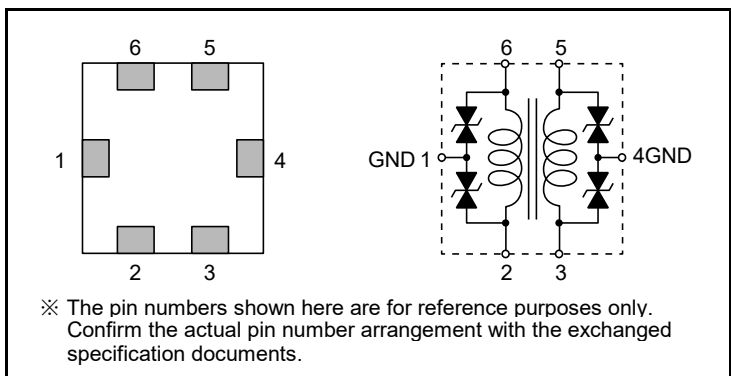 6 5
1 4
2 3
6 5
GND 1 4GND
2 3
※ The pin numbers shown here are for reference purposes only.
Confirm the actual pin number arrangement with the exchanged
specification documents.